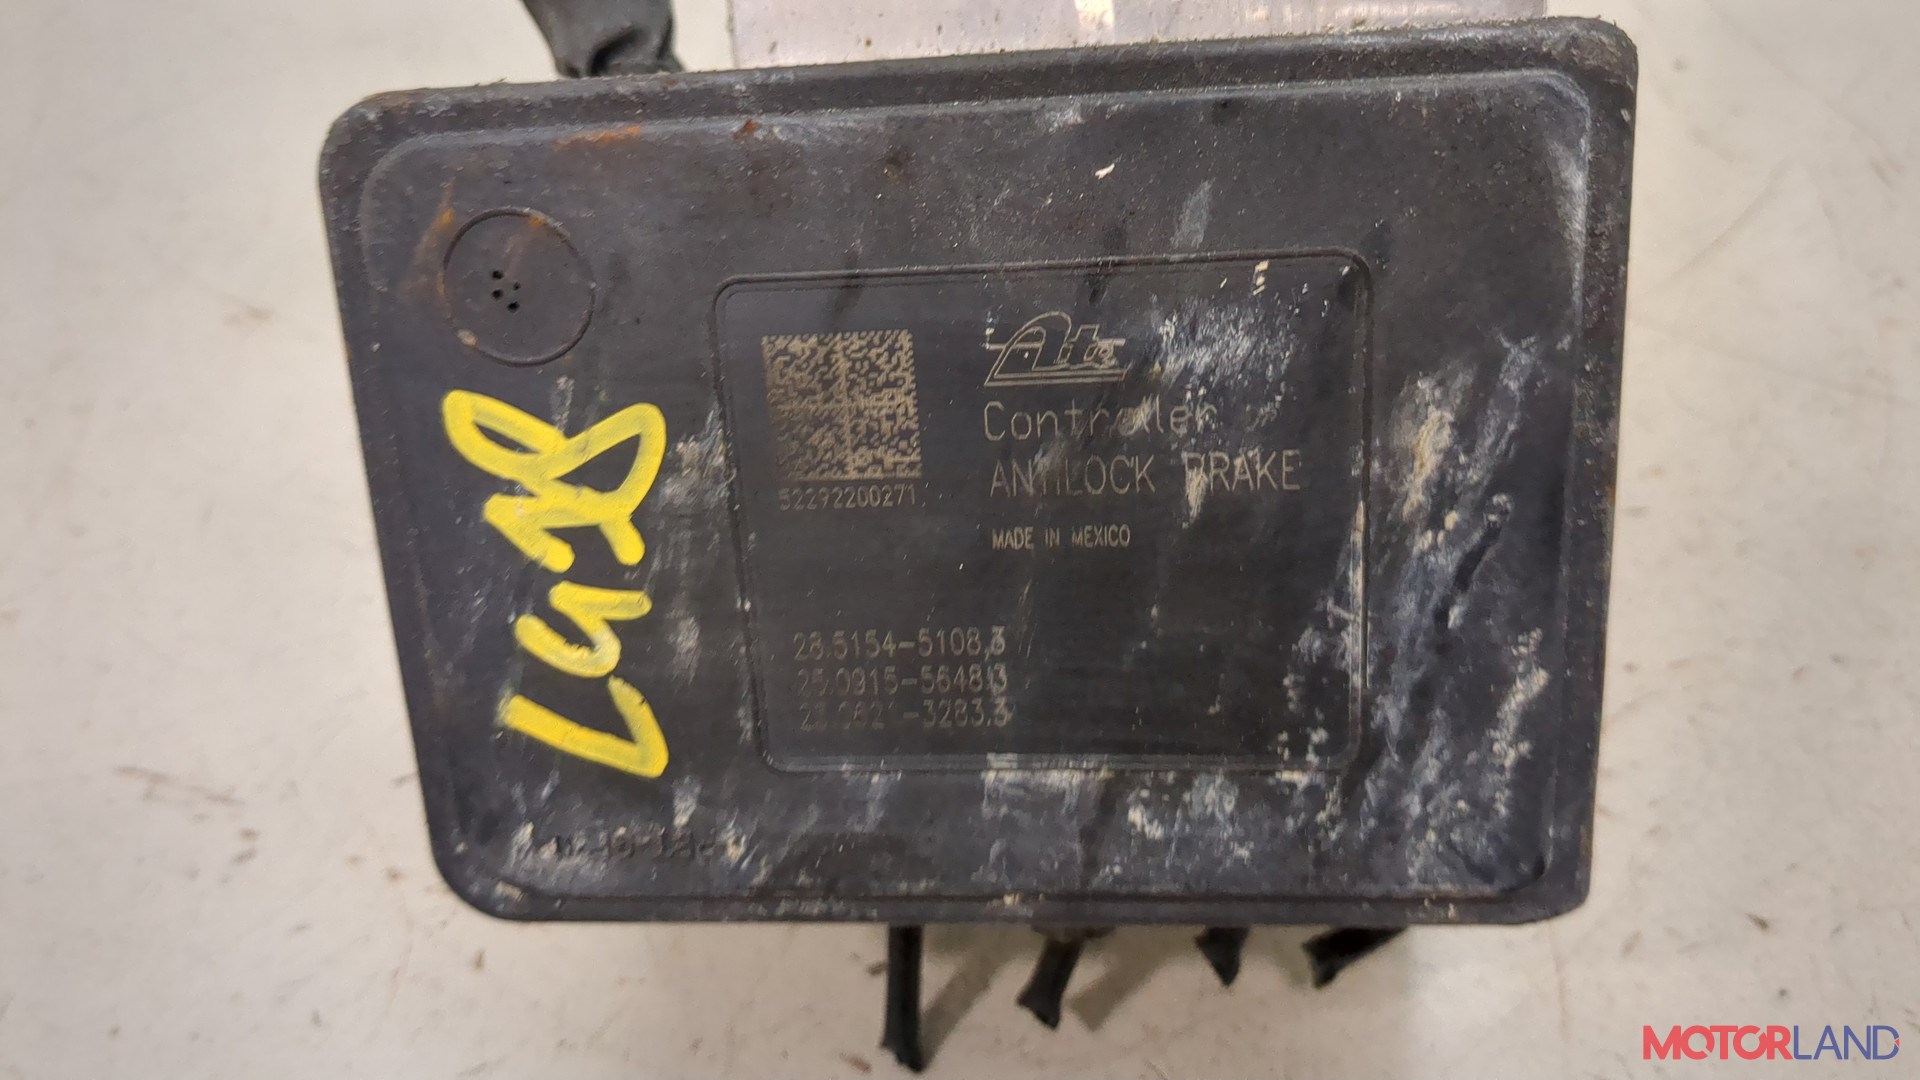 Ate
Controller
ANTILOCK BRAKE
52292200271
MADE IN MEXICO
28.5154-5108.3
25.0915-5648.3
LU38
MOTORLAND